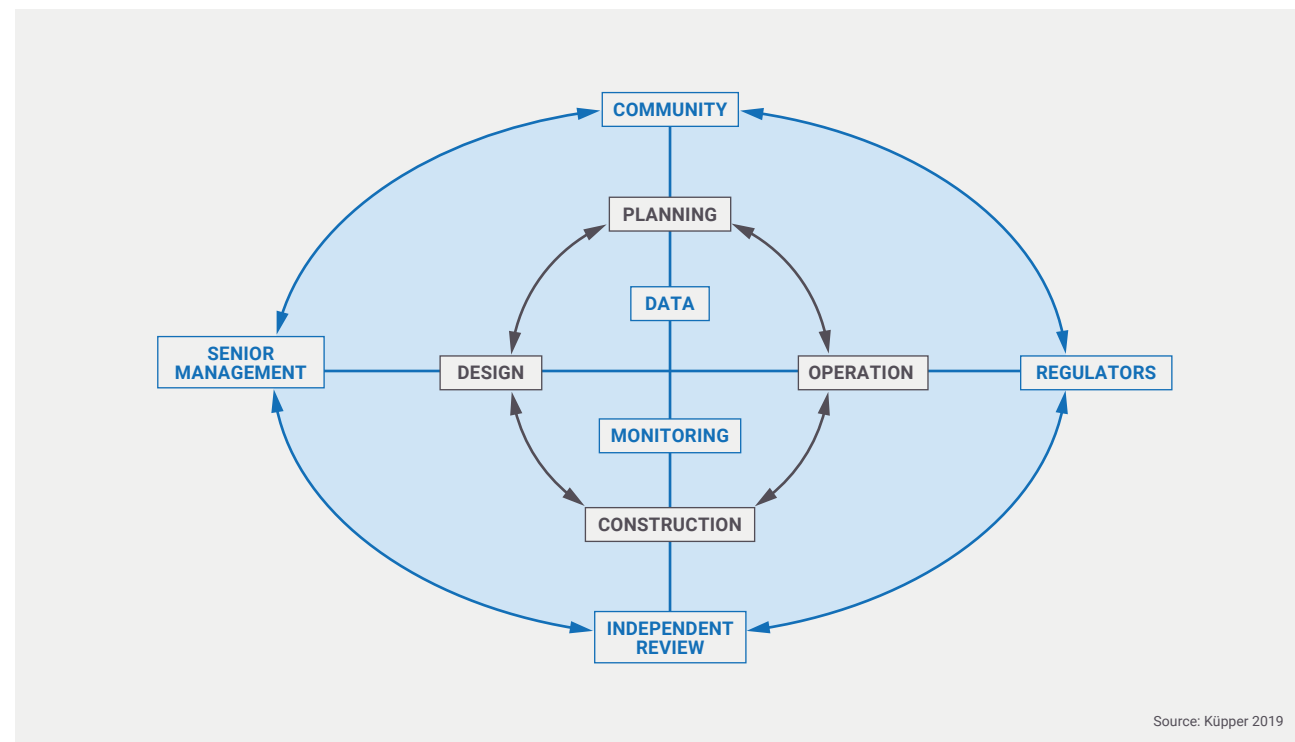 COMMUNITY
PLANNING
DATA
SENIOR
MANAGEMENT
DESIGN
OPERATION
REGULATORS
MONITORING
CONSTRUCTION
INDEPENDENT
REVIEW
Source: Küpper 2019